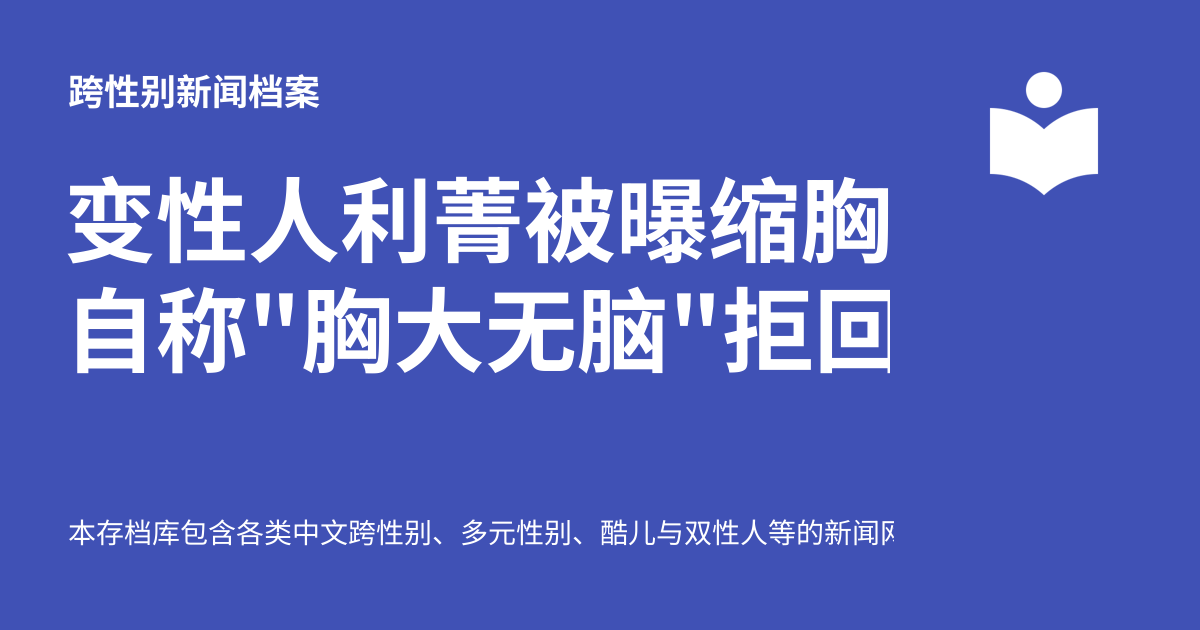 跨性别新闻档案
变性人利菁被曝缩胸
自称"胸大无脑"拒回
本存档库包含各类中文跨性别、多元性别、酷儿与双性人等的新闻